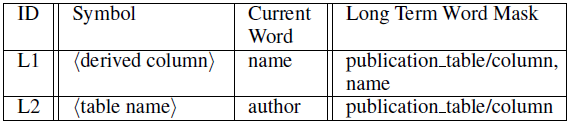 ID Symbol Current Word Long Term Word Mask
L1 ⟨derived column⟩ name publication_table/column, name
L2 ⟨table name⟩ author publication_table/column